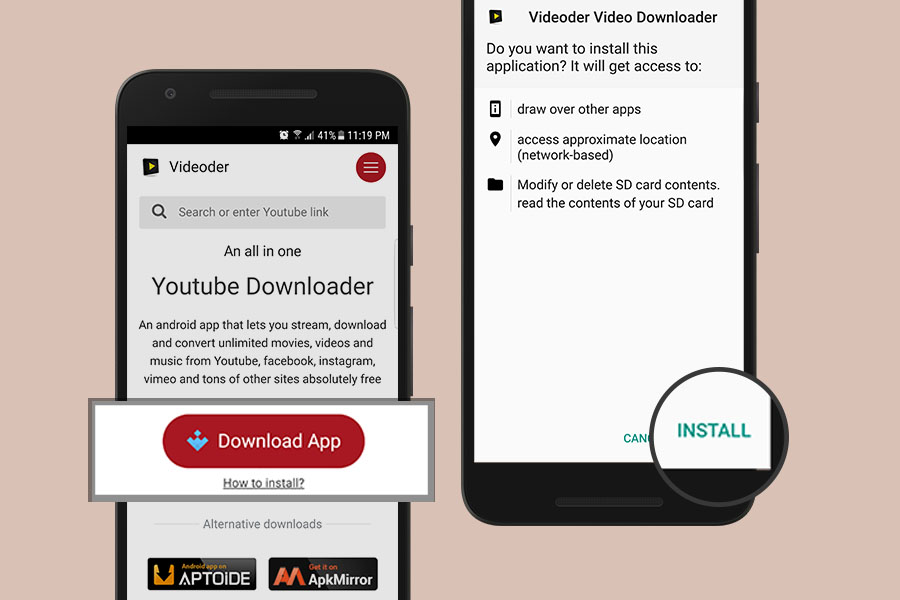 41% 11:19 PM
Videoder
Search or enter Youtube link
An all in one
Youtube Downloader
An android app that lets you stream, download
and convert unlimited movies, videos and
music from Youtube, facebook, instagram,
vimeo and tons of other sites absolutely free
Download App
How to install?
Alternative downloads
Android app on
APTOIDE
Get it on
ApkMirror
Videoder Video Downloader
Do you want to install this
application? It will get access to:
draw over other apps
access approximate location
(network-based)
Modify or delete SD card contents.
read the contents of your SD card
CANC
INSTALL